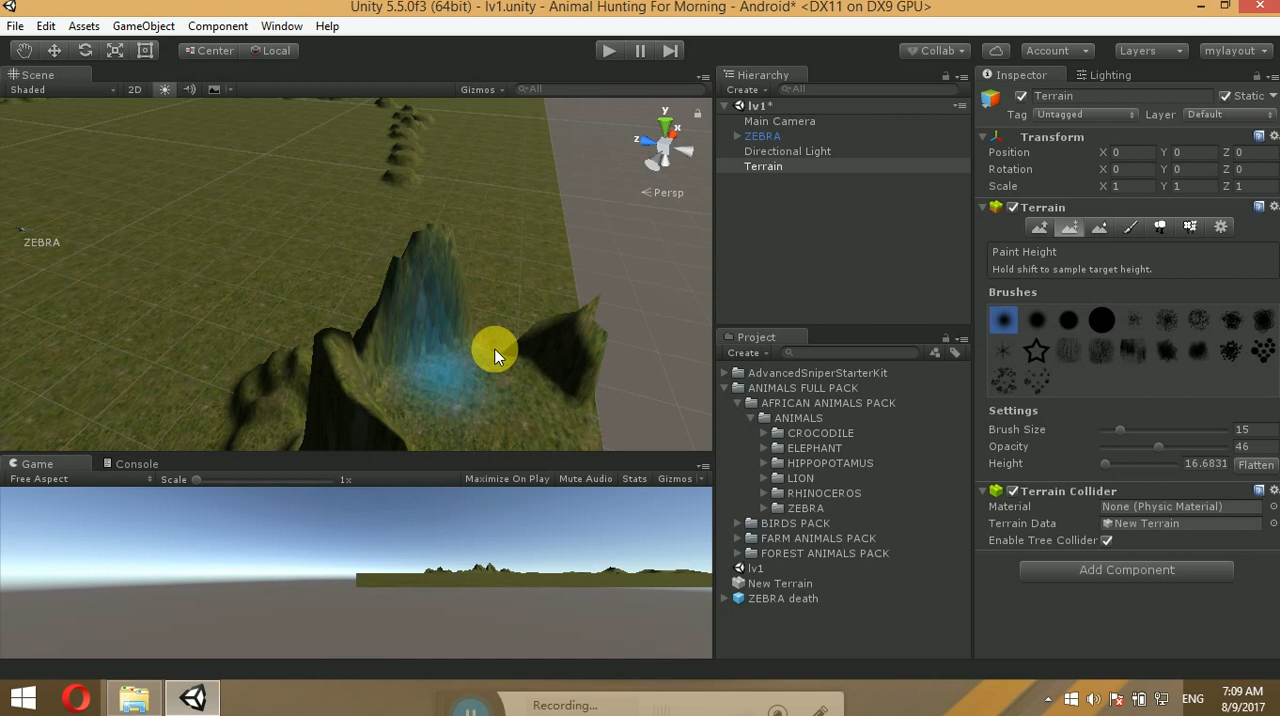 Unity 5.5.0f3 (64bit) - lv1.unity - Animal Hunting For Morning - Android* <DX11 on DX9 GPU>
File Edit Assets GameObject Component Window Help
Center Local Collab Account Layers mylayout
Scene
Shaded 2D Gizmos All
y
x
z
Persp
ZEBRA
Game Console
Free Aspect Scale 1x Maximize On Play Mute Audio Stats Gizmos
Hierarchy
Create All
lv1*
Main Camera
ZEBRA
Directional Light
Terrain
Project
Create
AdvancedSniperStarterKit
ANIMALS FULL PACK
AFRICAN ANIMALS PACK
ANIMALS
CROCODILE
ELEPHANT
HIPPOPOTAMUS
LION
RHINOCEROS
ZEBRA
BIRDS PACK
FARM ANIMALS PACK
FOREST ANIMALS PACK
lv1
New Terrain
ZEBRA death
Inspector Lighting
Terrain Static
Tag Untagged Layer Default
Transform
Position X 0 Y 0 Z 0
Rotation X 0 Y 0 Z 0
Scale X 1 Y 1 Z 1
Terrain
Paint Height
Hold shift to sample target height.
Brushes
Settings
Brush Size 15
Opacity 46
Height 16.6831 Flatten
Terrain Collider
Material None (Physic Material)
Terrain Data New Terrain
Enable Tree Collider
Add Component
Recording...
ENG
7:09 AM
8/9/2017